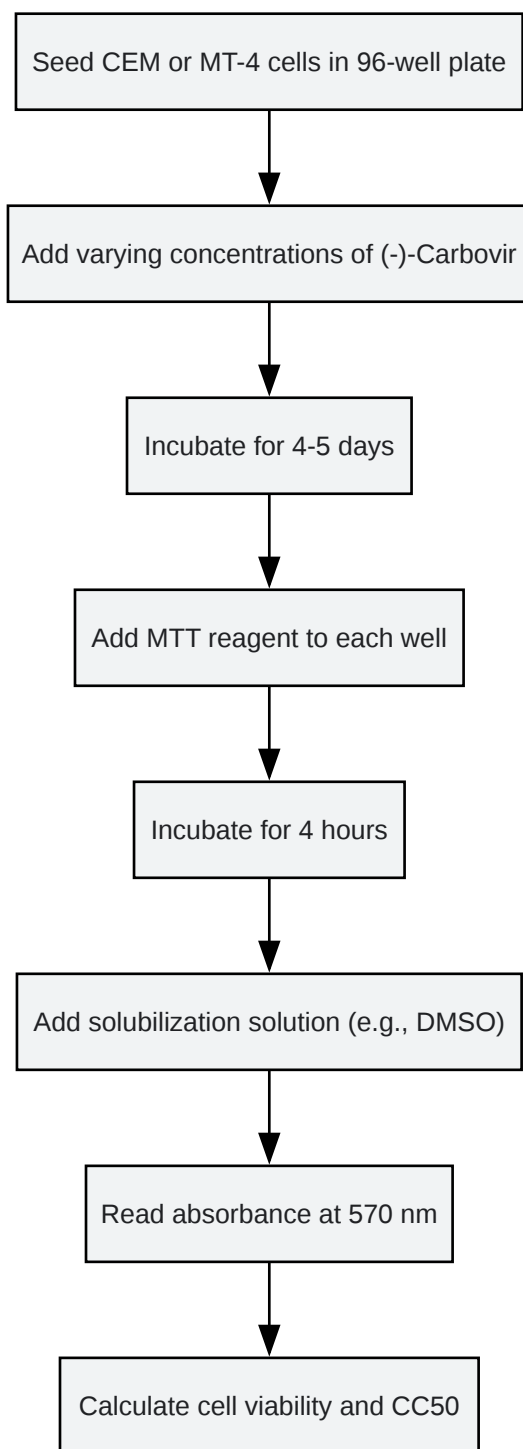 Seed CEM or MT-4 cells in 96-well plate
Add varying concentrations of (-)-Carbovir
Incubate for 4-5 days
Add MTT reagent to each well
Incubate for 4 hours
Add solubilization solution (e.g., DMSO)
Read absorbance at 570 nm
Calculate cell viability and CC50